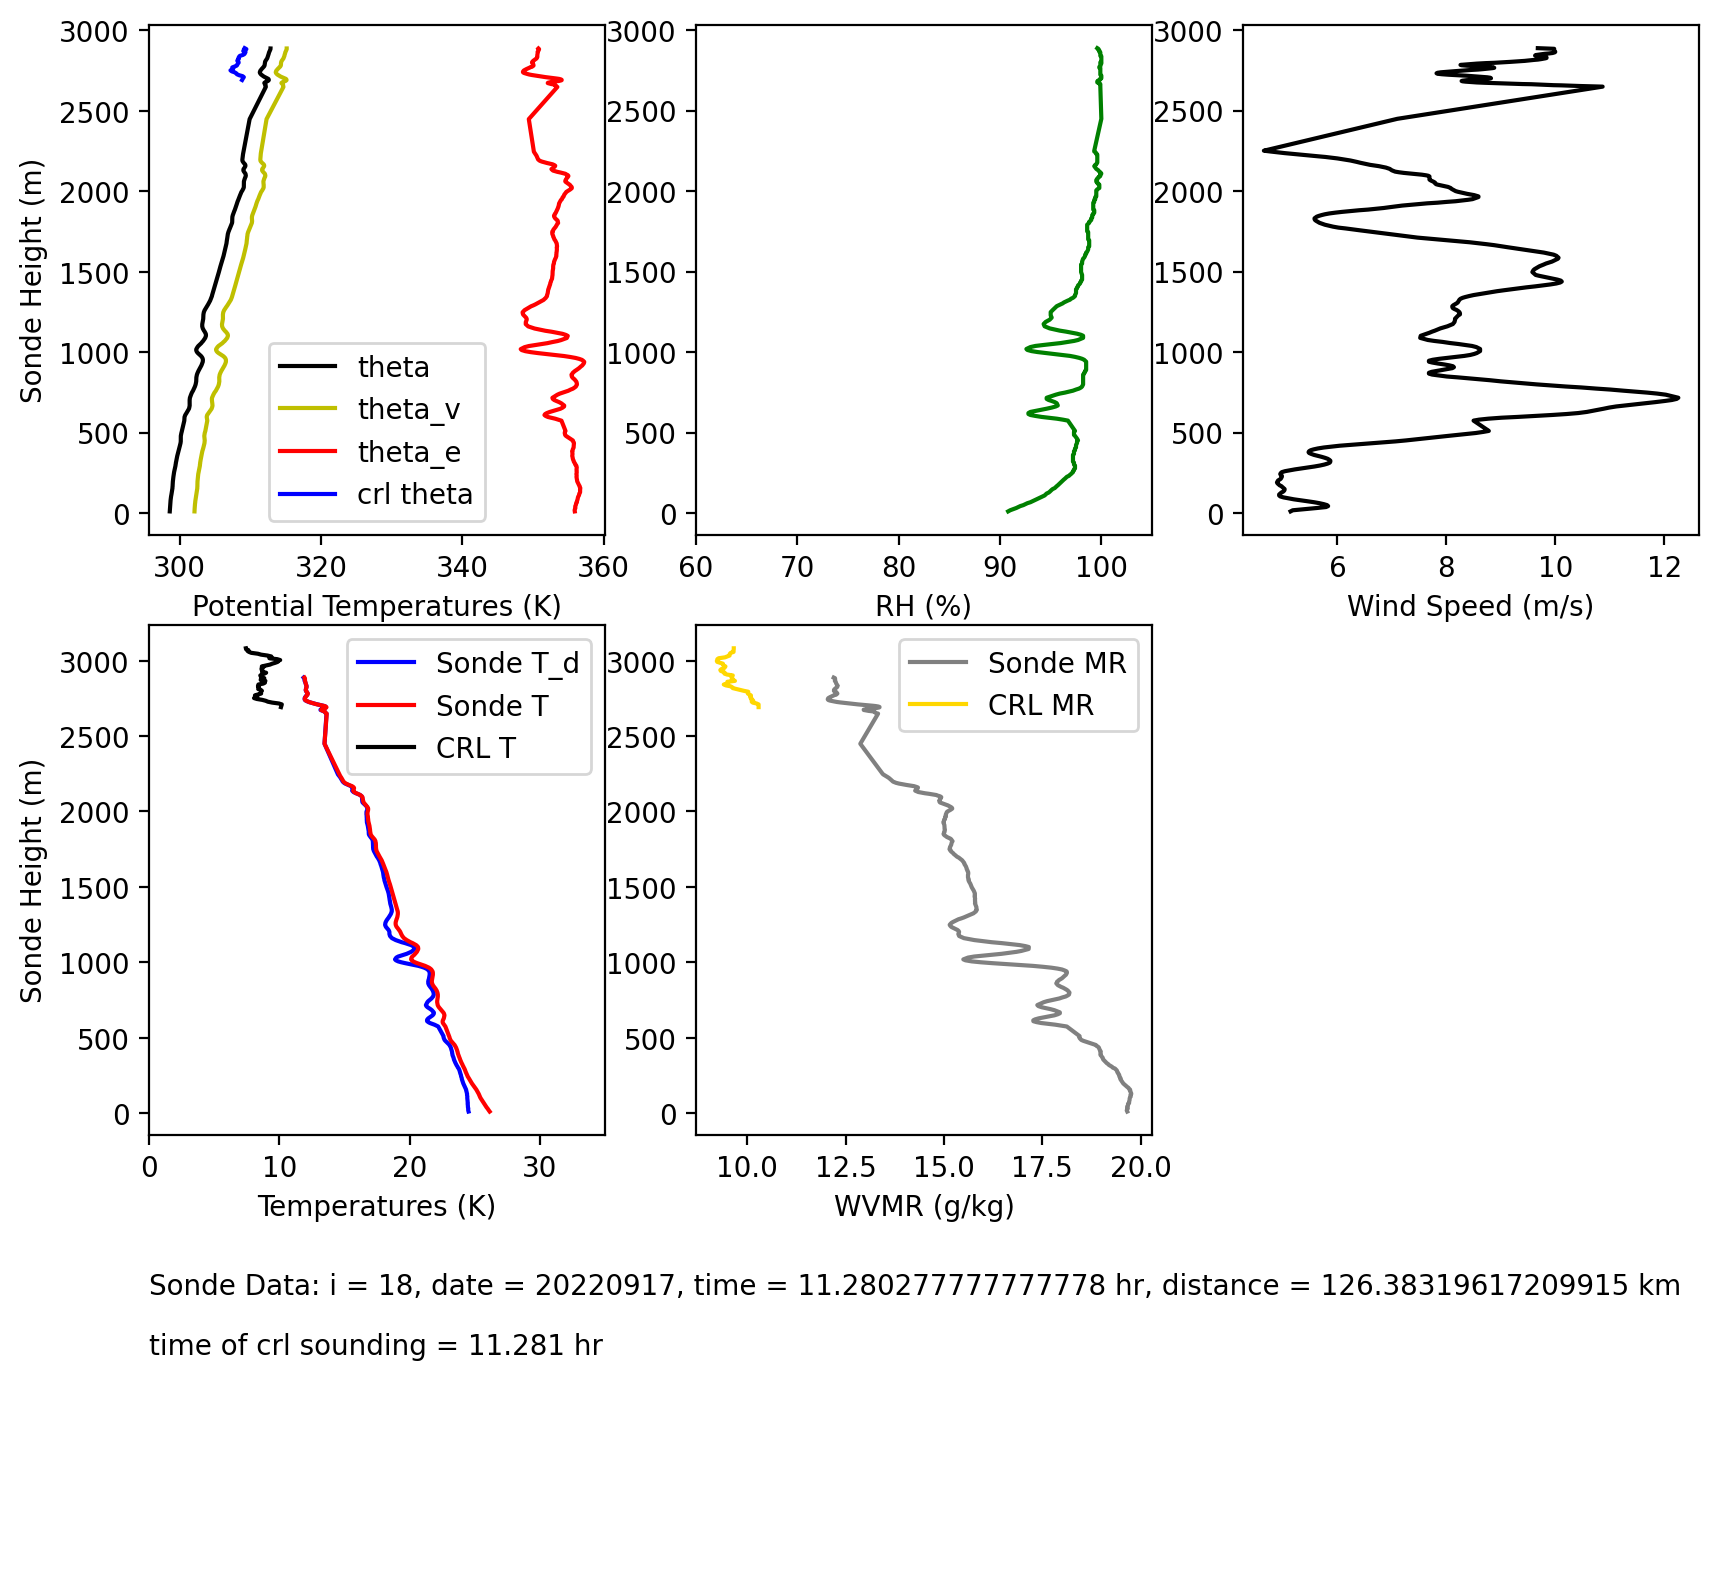 3000
2500
2000
1500
1000
500
0
Sonde Height (m)
300 320 340 360
Potential Temperatures (K)
theta
theta_v
theta_e
crl theta
3000
2500
2000
1500
1000
500
0
60 70 80 90 100
RH (%)
3000
2500
2000
1500
1000
500
0
6 8 10 12
Wind Speed (m/s)
3000
2500
2000
1500
1000
500
0
Sonde Height (m)
0 10 20 30
Temperatures (K)
Sonde T_d
Sonde T
CRL T
3000
2500
2000
1500
1000
500
0
10.0 12.5 15.0 17.5 20.0
WVMR (g/kg)
Sonde MR
CRL MR
Sonde Data: i = 18, date = 20220917, time = 11.280277777777778 hr, distance = 126.38319617209915 km
time of crl sounding = 11.281 hr